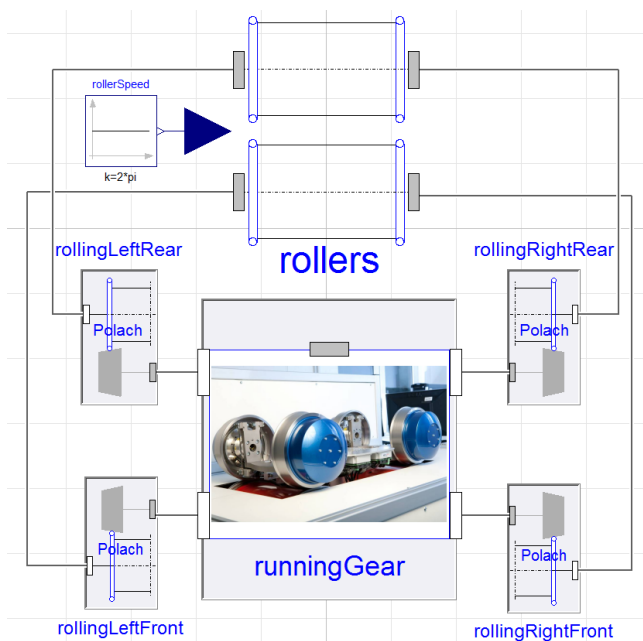 rollerSpeed
k=2*pi
rollers
rollingLeftRear
rollingRightRear
Polach
Polach
runningGear
Polach
Polach
rollingLeftFront
rollingRightFront